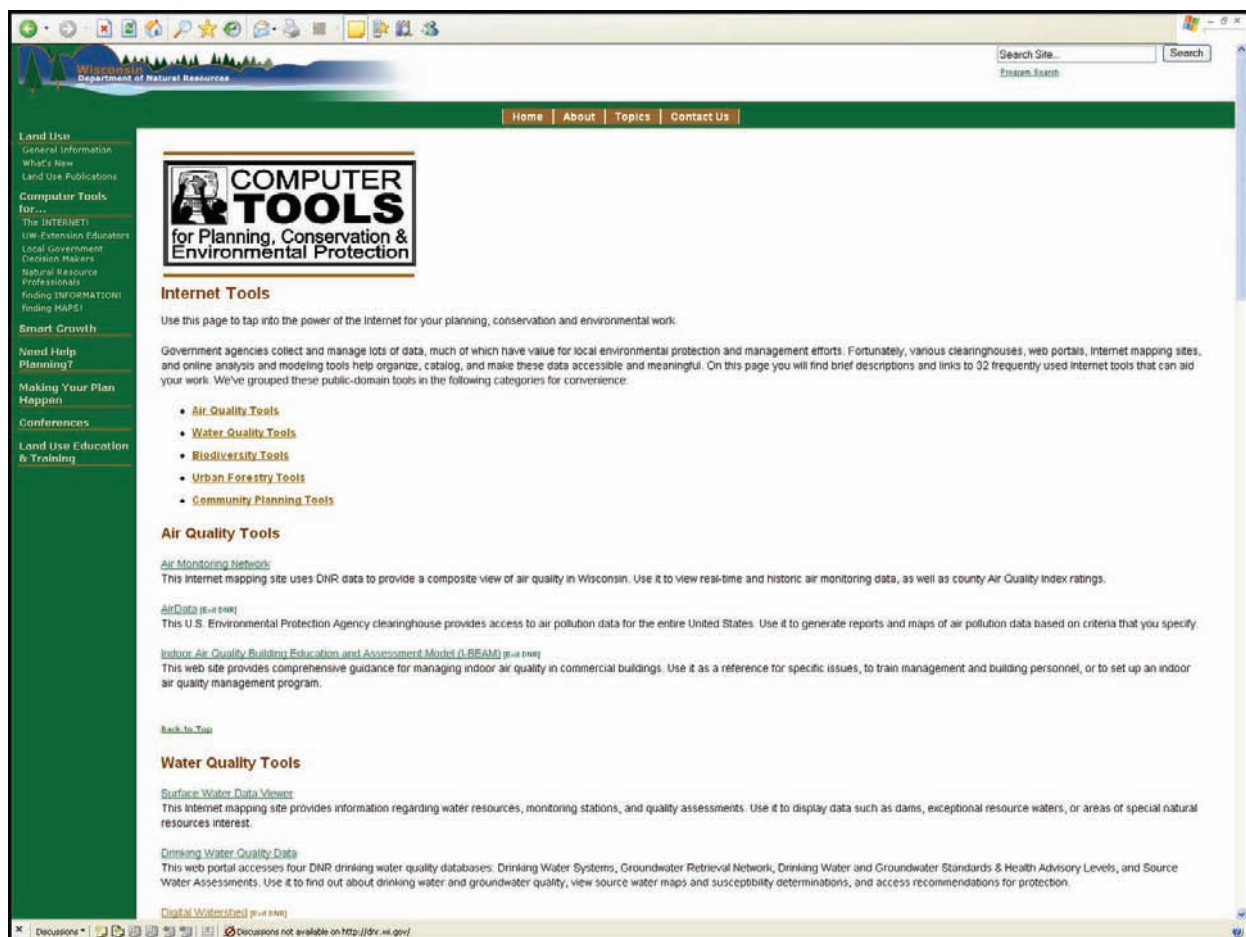 Wisconsin
Department of Natural Resources
Search Site...
Search
Program Search
Home
About
Topics
Contact Us
Land Use
General Information
What's New
Land Use Publications
Computer Tools
for...
The INTERNET!
UW-Extension Educators
Local Government
Decision Makers
Natural Resource
Professionals
finding INFORMATION!
finding MAPS!
Smart Growth
Need Help
Planning?
Making Your Plan
Happen
Conferences
Land Use Education
& Training
COMPUTER
TOOLS
for Planning, Conservation &
Environmental Protection
Internet Tools
Use this page to tap into the power of the Internet for your planning, conservation and environmental work.
Government agencies collect and manage lots of data, much of which have value for local environmental protection and management efforts. Fortunately, various clearinghouses, web portals, Internet mapping sites,
and online analysis and modeling tools help organize, catalog, and make these data accessible and meaningful. On this page you will find brief descriptions and links to 32 frequently used Internet tools that can aid
your work. We've grouped these public-domain tools in the following categories for convenience:
• Air Quality Tools
• Water Quality Tools
• Biodiversity Tools
• Urban Forestry Tools
• Community Planning Tools
Air Quality Tools
Air Monitoring Network
This Internet mapping site uses DNR data to provide a composite view of air quality in Wisconsin. Use it to view real-time and historic air monitoring data, as well as county Air Quality Index ratings.
AirData [Exit DNR]
This U.S. Environmental Protection Agency clearinghouse provides access to air pollution data for the entire United States. Use it to generate reports and maps of air pollution data based on criteria that you specify.
Indoor Air Quality Building Education and Assessment Model (I-BEAM) [Exit DNR]
This web site provides comprehensive guidance for managing indoor air quality in commercial buildings. Use it as a reference for specific issues, to train management and building personnel, or to set up an indoor
air quality management program.
Back to Top
Water Quality Tools
Surface Water Data Viewer
This Internet mapping site provides information regarding water resources, monitoring stations, and quality assessments. Use it to display data such as dams, exceptional resource waters, or areas of special natural
resources interest.
Drinking Water Quality Data
This web portal accesses four DNR drinking water quality databases: Drinking Water Systems, Groundwater Retrieval Network, Drinking Water and Groundwater Standards & Health Advisory Levels, and Source
Water Assessments. Use it to find out about drinking water and groundwater quality, view source water maps and susceptibility determinations, and access recommendations for protection.
Digital Watershed [Exit DNR]
Discussions
Discussions not available on http://dnr.wi.gov/